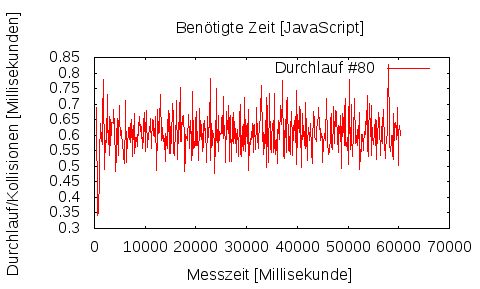 Benötigte Zeit [JavaScript]
Durchlauf/Kollisionen [Millisekunden]
Durchlauf #80
0.85
0.8
0.75
0.7
0.65
0.6
0.55
0.5
0.45
0.4
0.35
0.3
0 10000 20000 30000 40000 50000 60000 70000
Messzeit [Millisekunde]